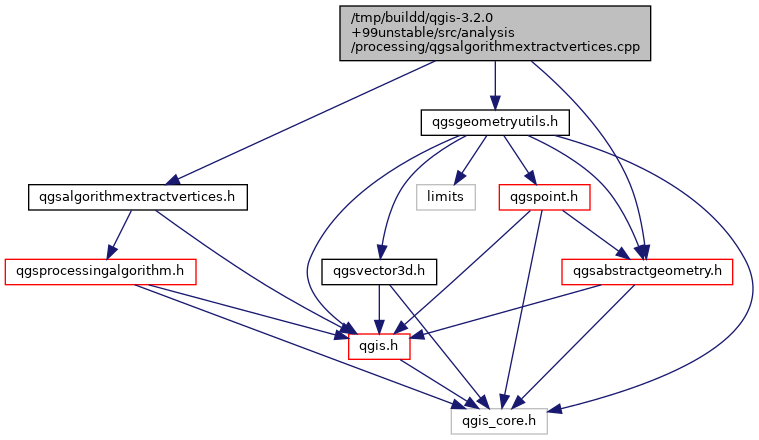 /tmp/buildd/qgis-3.2.0
+99unstable/src/analysis
/processing/qgsalgorithmextractvertices.cpp
qgsgeometryutils.h
qgsalgorithmextractvertices.h
limits
qgspoint.h
qgsprocessingalgorithm.h
qgsvector3d.h
qgsabstractgeometry.h
qgis.h
qgis_core.h